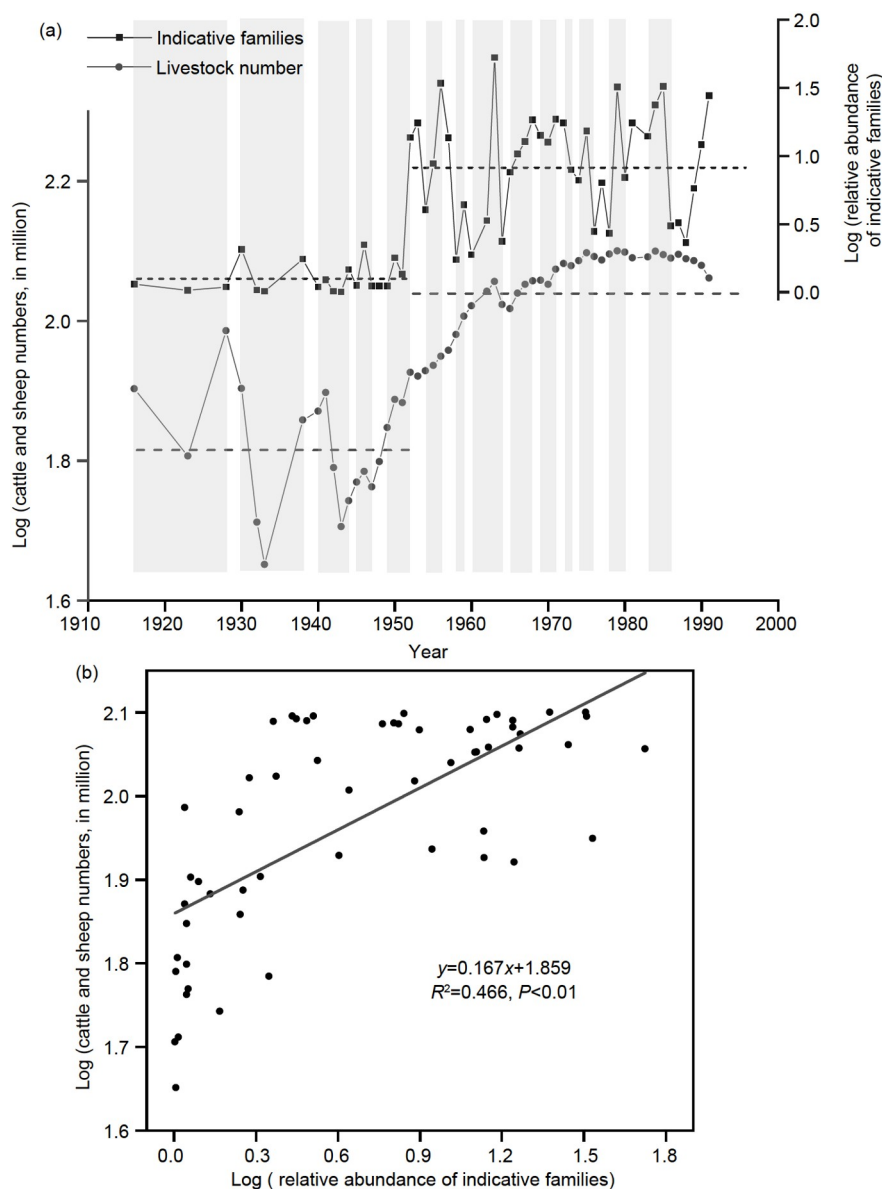 (a)
Indicative families
Livestock number
Log (cattle and sheep numbers, in million)
2.2
2.0
1.8
1.6
2.0
1.5
1.0
0.5
0.0
Log (relative abundance
of indicative families)
1910 1920 1930 1940 1950 1960 1970 1980 1990 2000
Year
(b)
Log (cattle and sheep numbers, in million)
2.1
2.0
1.9
1.8
1.7
1.6
y=0.167x+1.859
R²=0.466, P<0.01
0.0 0.3 0.6 0.9 1.2 1.5 1.8
Log ( relative abundance of indicative families)